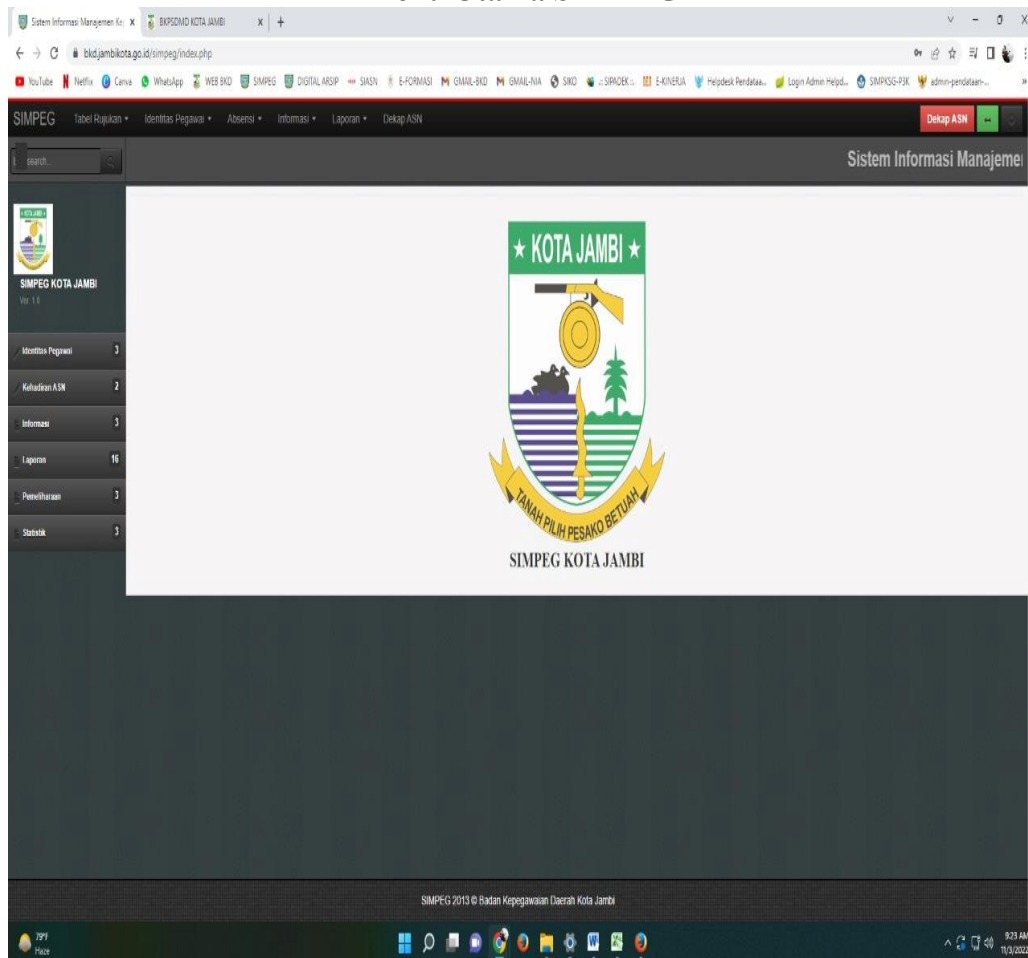 Sistem Informasi Manajemen Kep
BKPSDMD KOTA JAMBI
bkd.jambikota.go.id/simpeg/index.php
YouTube Netflix Canva WhatsApp WEB BKD SIMPEG DIGITAL ARSIP SIASN E-FORMASI GMAIL-BKD GMAIL-NIA SIKD .:: SIPADEK ::. E-KINERJA Helpdesk Pendataa... Login Admin Helpd... SIMPKSG-P3K admin-pendataan-...
SIMPEG Tabel Rujukan Identitas Pegawai Absensi Informasi Laporan Dekap ASN Dekap ASN
search...
Sistem Informasi Manajemen
★ KOTA JAMBI ★
SIMPEG KOTA JAMBI
Ver. 1.0
Identitas Pegawai 3
Kehadiran ASN 2
Informasi 3
Laporan 16
Pemeliharaan 3
Statistik 3
TANAH PILIH PESAKO BETUAH
SIMPEG KOTA JAMBI
SIMPEG 2013 © Badan Kepegawaian Daerah Kota Jambi
79°F
Haze
9:23 AM
11/3/2022